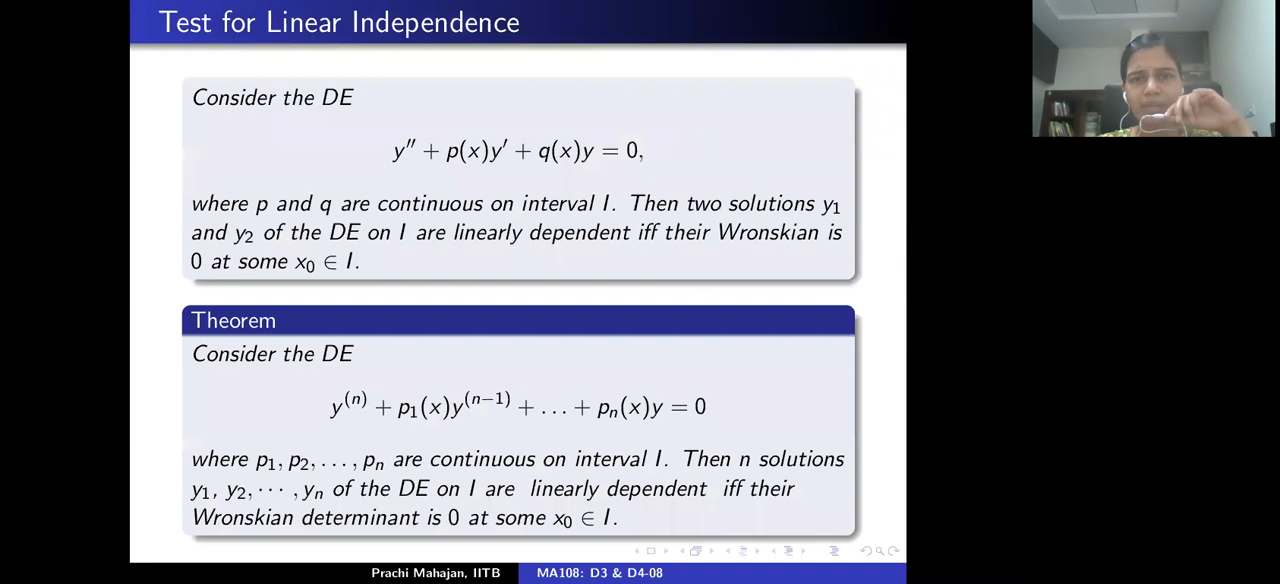 Test for Linear Independence
Consider the DE
y″ + p(x)y′ + q(x)y = 0,
where p and q are continuous on interval I. Then two solutions y₁
and y₂ of the DE on I are linearly dependent iff their Wronskian is
0 at some x₀ ∈ I.
Theorem
Consider the DE
y⁽ⁿ⁾ + p₁(x)y⁽ⁿ⁻¹⁾ + . . . + pₙ(x)y = 0
where p₁, p₂, . . . , pₙ are continuous on interval I. Then n solutions
y₁, y₂, · · · , yₙ of the DE on I are linearly dependent iff their
Wronskian determinant is 0 at some x₀ ∈ I.
Prachi Mahajan, IITB MA108: D3 & D4-08